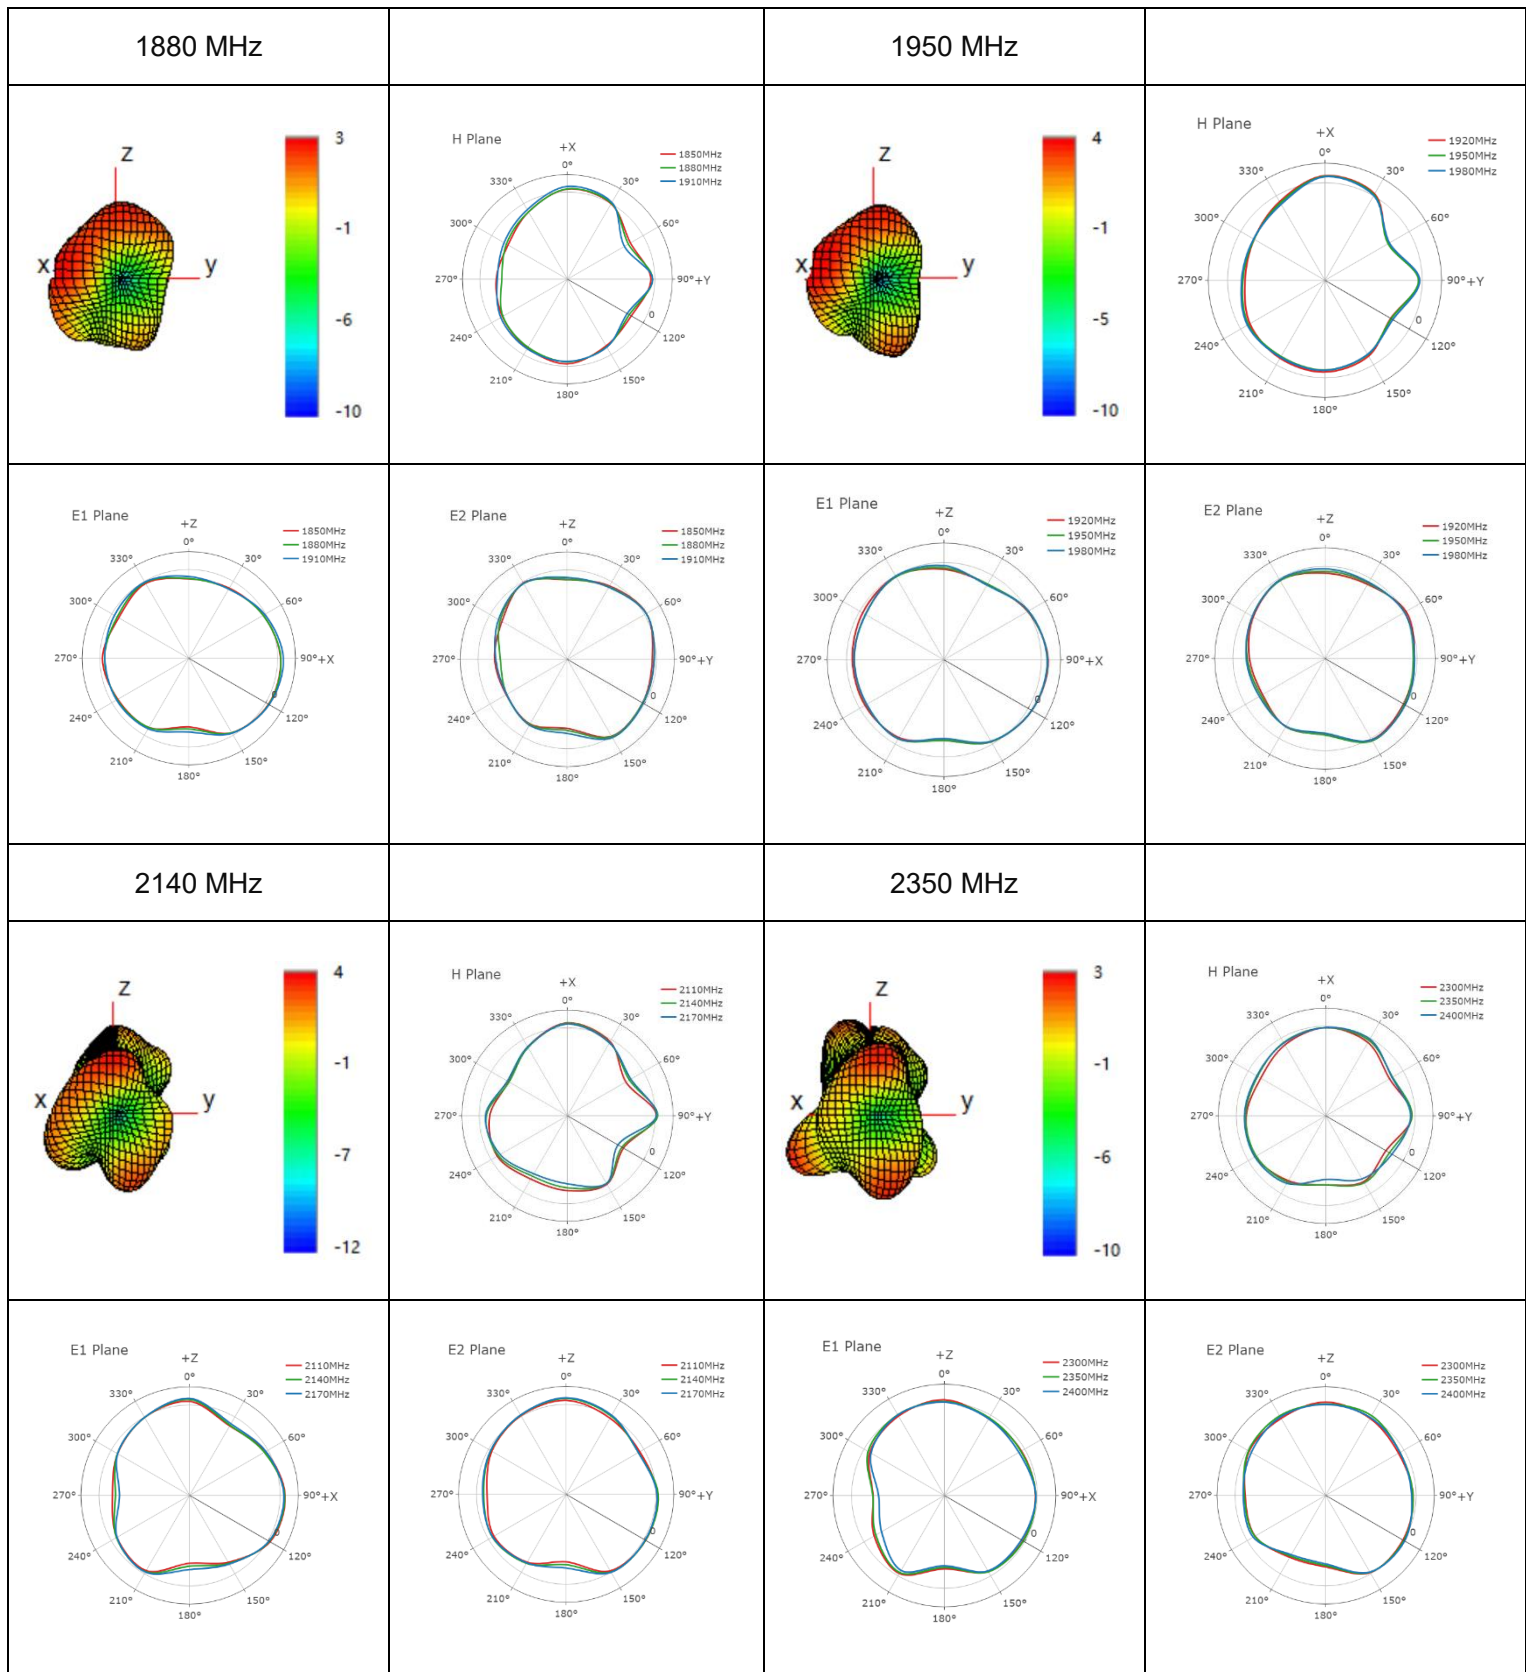 1880 MHz
1950 MHz
Z
X
y
3
-1
-6
-10
H Plane
+X
0°
30°
60°
90°+Y
120°
150°
180°
210°
240°
270°
300°
330°
0
1850MHz
1880MHz
1910MHz
Z
X
y
4
-1
-5
-10
H Plane
+X
0°
30°
60°
90°+Y
120°
150°
180°
210°
240°
270°
300°
330°
0
1920MHz
1950MHz
1980MHz
E1 Plane
+Z
0°
30°
60°
90°+X
120°
150°
180°
210°
240°
270°
300°
330°
0
1850MHz
1880MHz
1910MHz
E2 Plane
+Z
0°
30°
60°
90°+Y
120°
150°
180°
210°
240°
270°
300°
330°
0
1850MHz
1880MHz
1910MHz
E1 Plane
+Z
0°
30°
60°
90°+X
120°
150°
180°
210°
240°
270°
300°
330°
0
1920MHz
1950MHz
1980MHz
E2 Plane
+Z
0°
30°
60°
90°+Y
120°
150°
180°
210°
240°
270°
300°
330°
0
1920MHz
1950MHz
1980MHz
2140 MHz
2350 MHz
Z
X
y
4
-1
-7
-12
H Plane
+X
0°
30°
60°
90°+Y
120°
150°
180°
210°
240°
270°
300°
330°
0
2110MHz
2140MHz
2170MHz
Z
X
y
3
-1
-6
-10
H Plane
+X
0°
30°
60°
90°+Y
120°
150°
180°
210°
240°
270°
300°
330°
0
2300MHz
2350MHz
2400MHz
E1 Plane
+Z
0°
30°
60°
90°+X
120°
150°
180°
210°
240°
270°
300°
330°
0
2110MHz
2140MHz
2170MHz
E2 Plane
+Z
0°
30°
60°
90°+Y
120°
150°
180°
210°
240°
270°
300°
330°
0
2110MHz
2140MHz
2170MHz
E1 Plane
+Z
0°
30°
60°
90°+X
120°
150°
180°
210°
240°
270°
300°
330°
0
2300MHz
2350MHz
2400MHz
E2 Plane
+Z
0°
30°
60°
90°+Y
120°
150°
180°
210°
240°
270°
300°
330°
0
2300MHz
2350MHz
2400MHz